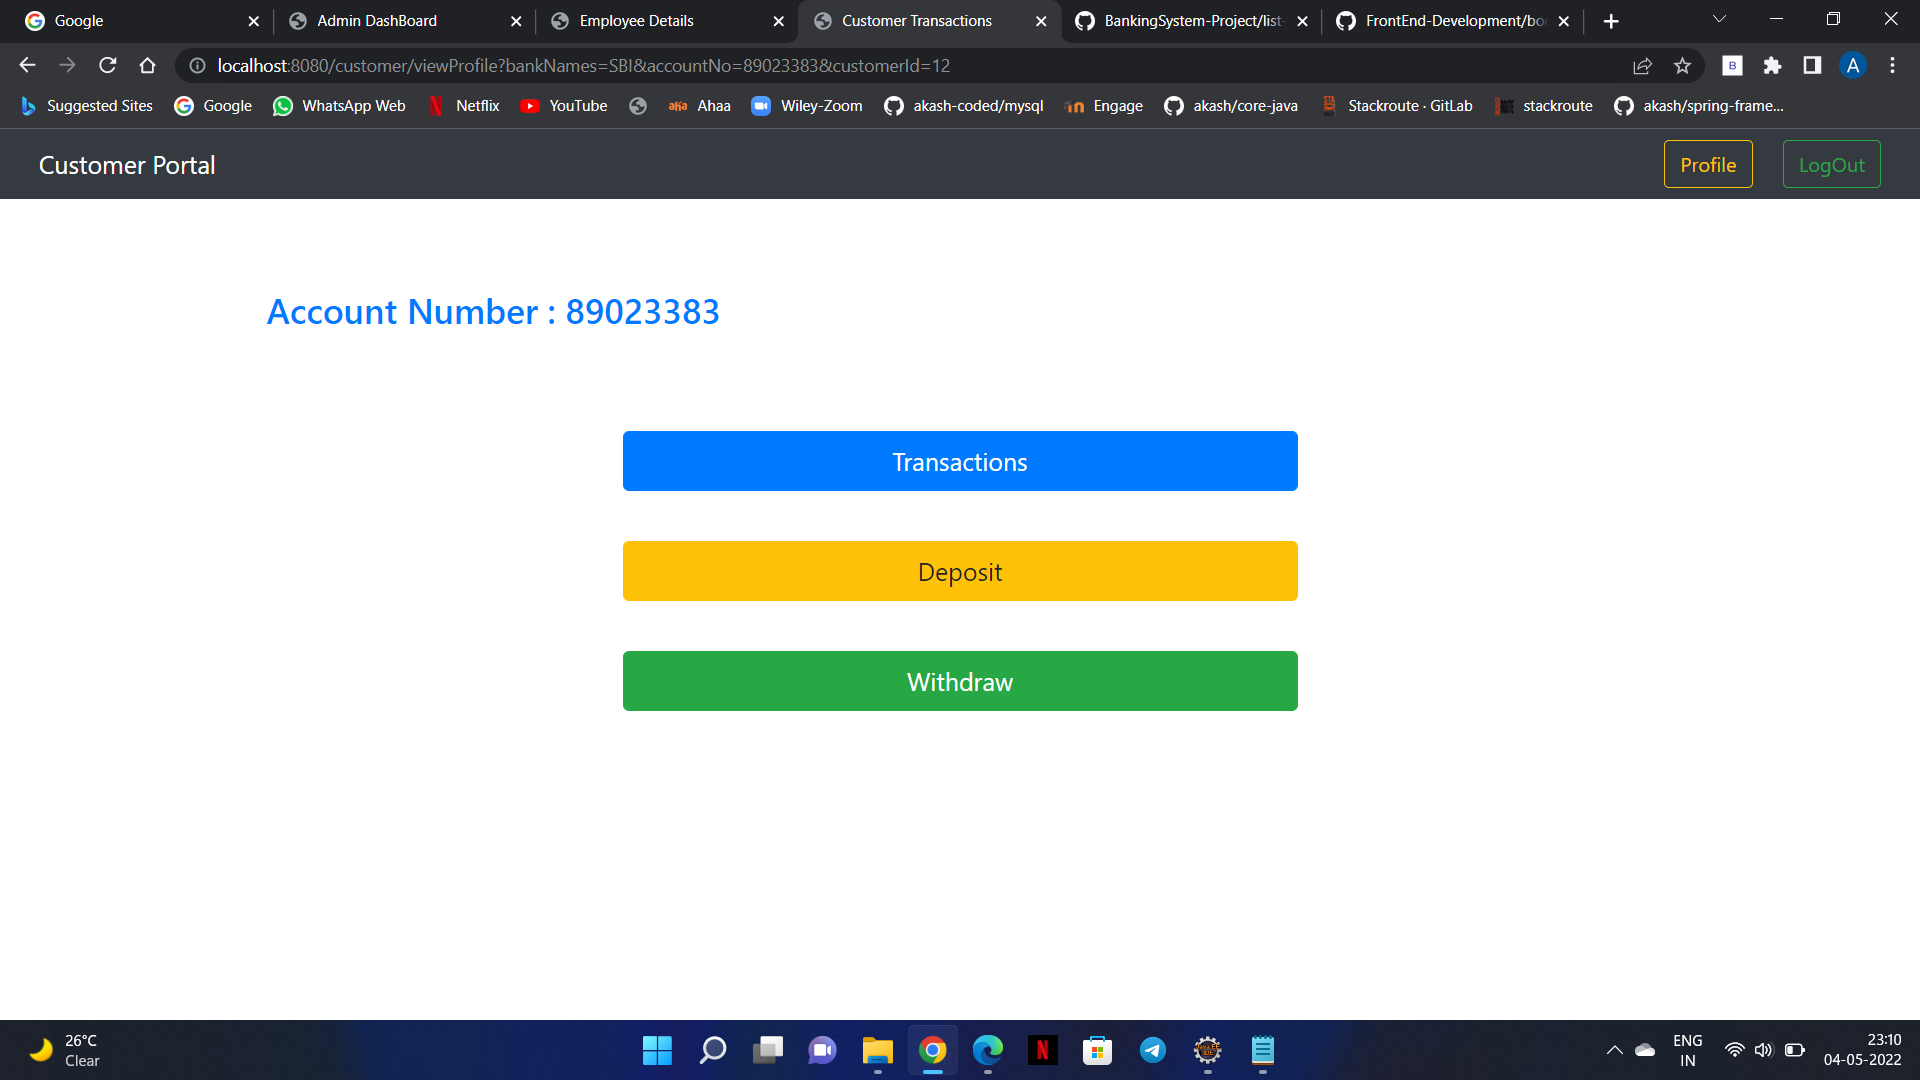 Google
Admin DashBoard
Employee Details
Customer Transactions
BankingSystem-Project/list-
FrontEnd-Development/boo
localhost:8080/customer/viewProfile?bankNames=SBI&accountNo=89023383&customerId=12
B
A
Suggested Sites
Google
WhatsApp Web
Netflix
YouTube
aha
Ahaa
Wiley-Zoom
akash-coded/mysql
Engage
akash/core-java
Stackroute · GitLab
stackroute
akash/spring-frame...
Customer Portal
Profile
LogOut
Account Number : 89023383
Transactions
Deposit
Withdraw
26°C
Clear
ENG
IN
23:10
04-05-2022